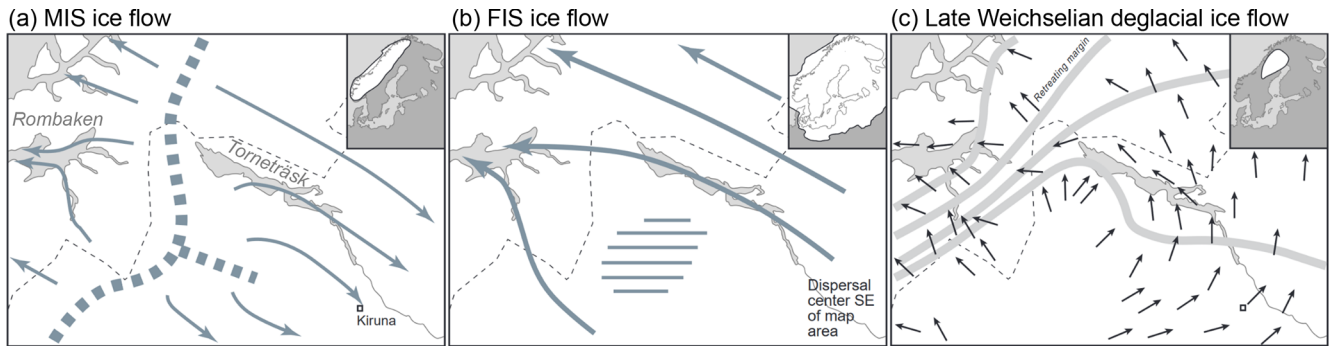 (a) MIS ice flow
(b) FIS ice flow
(c) Late Weichselian deglacial ice flow
Rombaken
Torneträsk
Kiruna
Dispersal
center SE
of map
area
Retreating margin